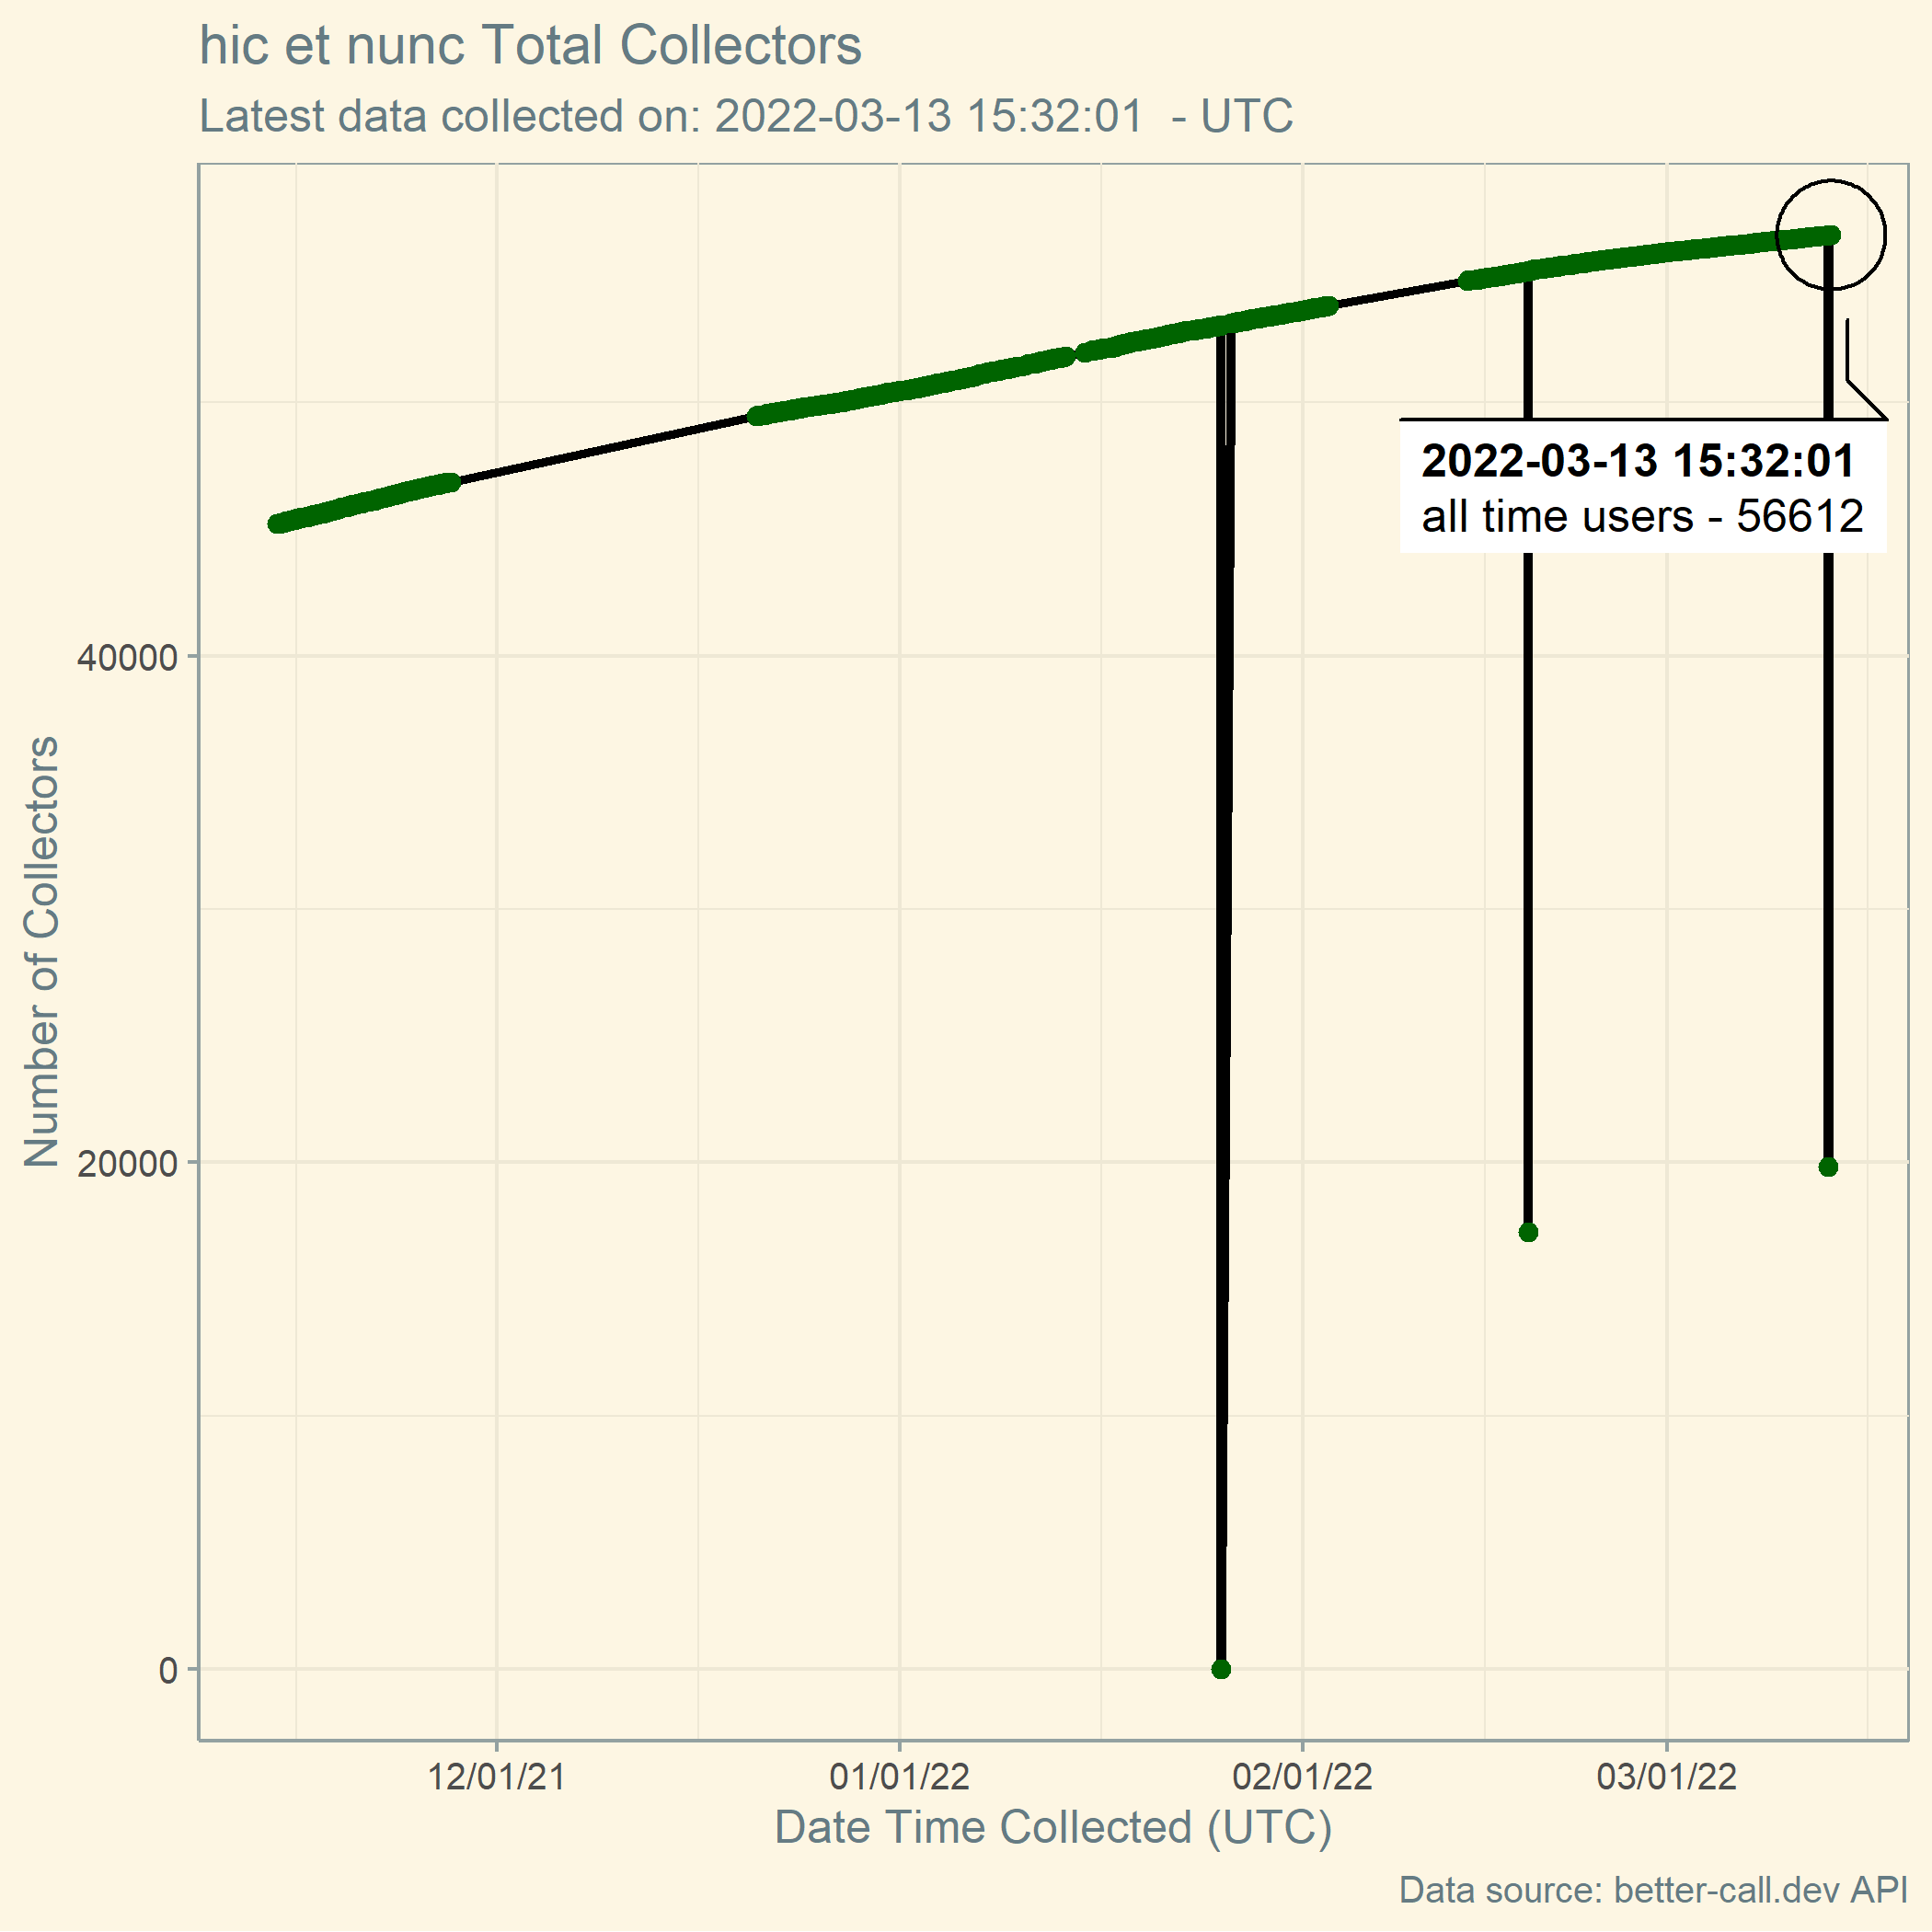 hic et nunc Total Collectors
Latest data collected on: 2022-03-13 15:32:01  - UTC
2022-03-13 15:32:01
all time users - 56612
Number of Collectors
40000
20000
0
12/01/21
01/01/22
02/01/22
03/01/22
Date Time Collected (UTC)
Data source: better-call.dev API